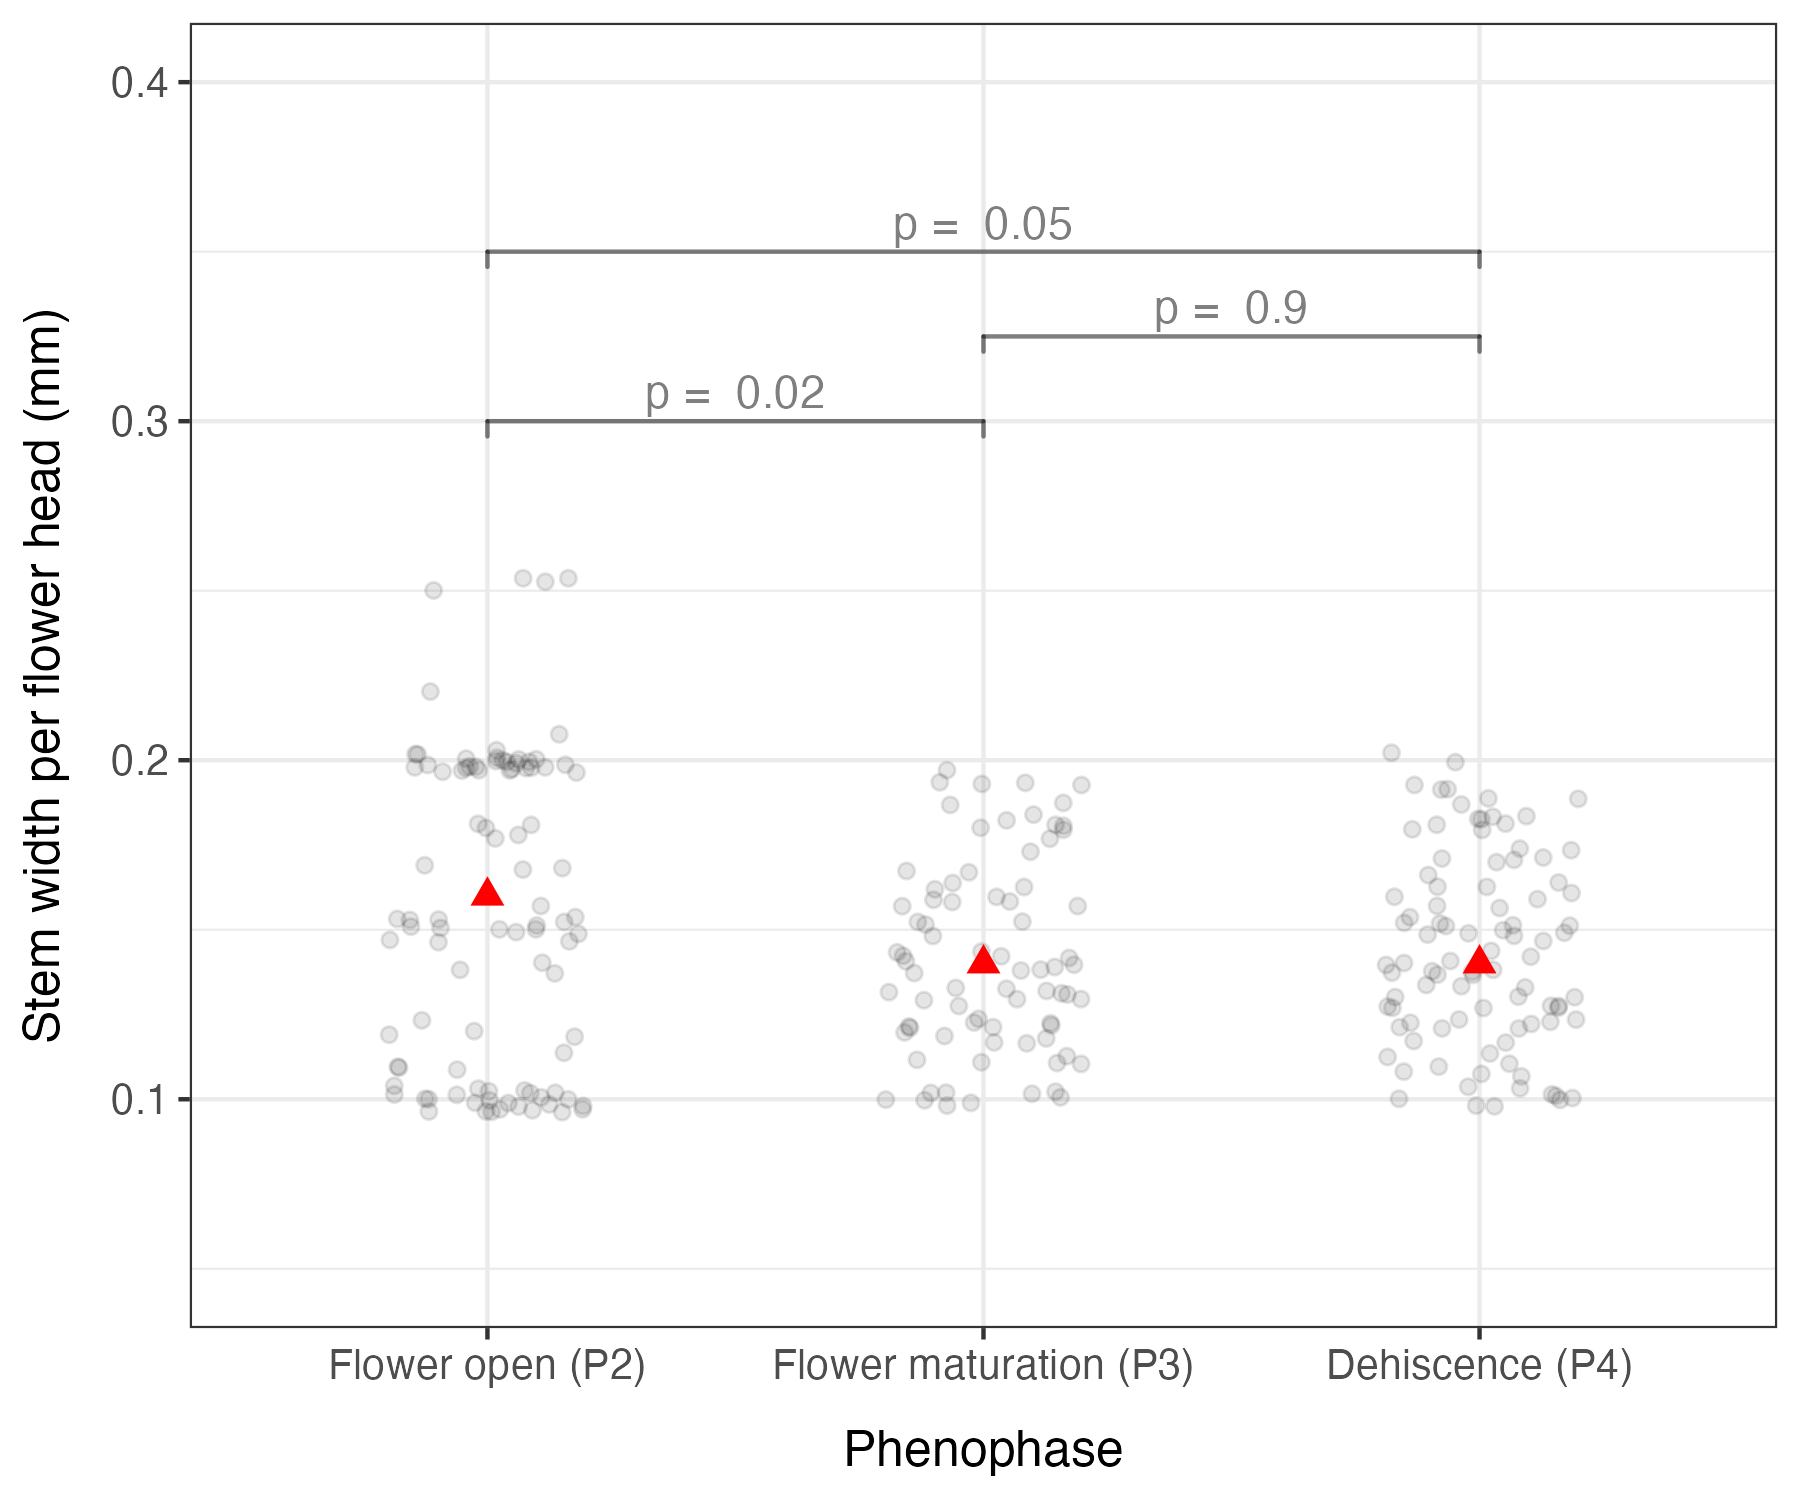 Stem width per flower head (mm)
0.4
0.3
0.2
0.1
p = 0.05
p = 0.9
p = 0.02
Flower open (P2)
Flower maturation (P3)
Dehiscence (P4)
Phenophase